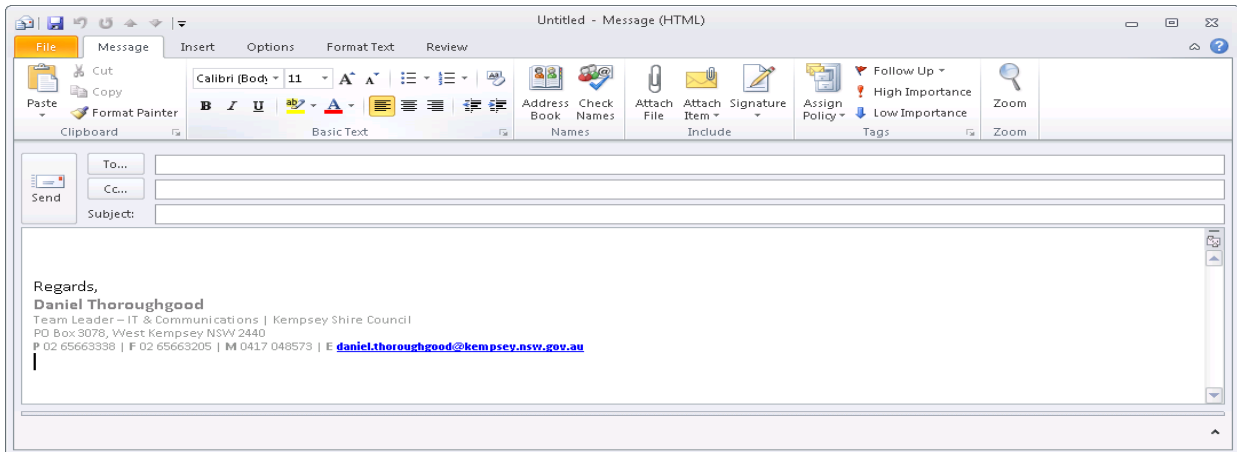 Untitled - Message (HTML)
File Message Insert Options Format Text Review
Paste
Cut
Copy
Format Painter
Clipboard
Calibri (Body 11
B I U
Basic Text
Address Book
Check Names
Names
Attach File
Attach Item
Signature
Include
Assign Policy
Follow Up
High Importance
Low Importance
Tags
Zoom
Zoom
Send
To...
Cc...
Subject:
Regards,
Daniel Thoroughgood
Team Leader – IT & Communications | Kempsey Shire Council
PO Box 3078, West Kempsey NSW 2440
P 02 65663338 | F 02 65663205 | M 0417 048573 | E daniel.thoroughgood@kempsey.nsw.gov.au